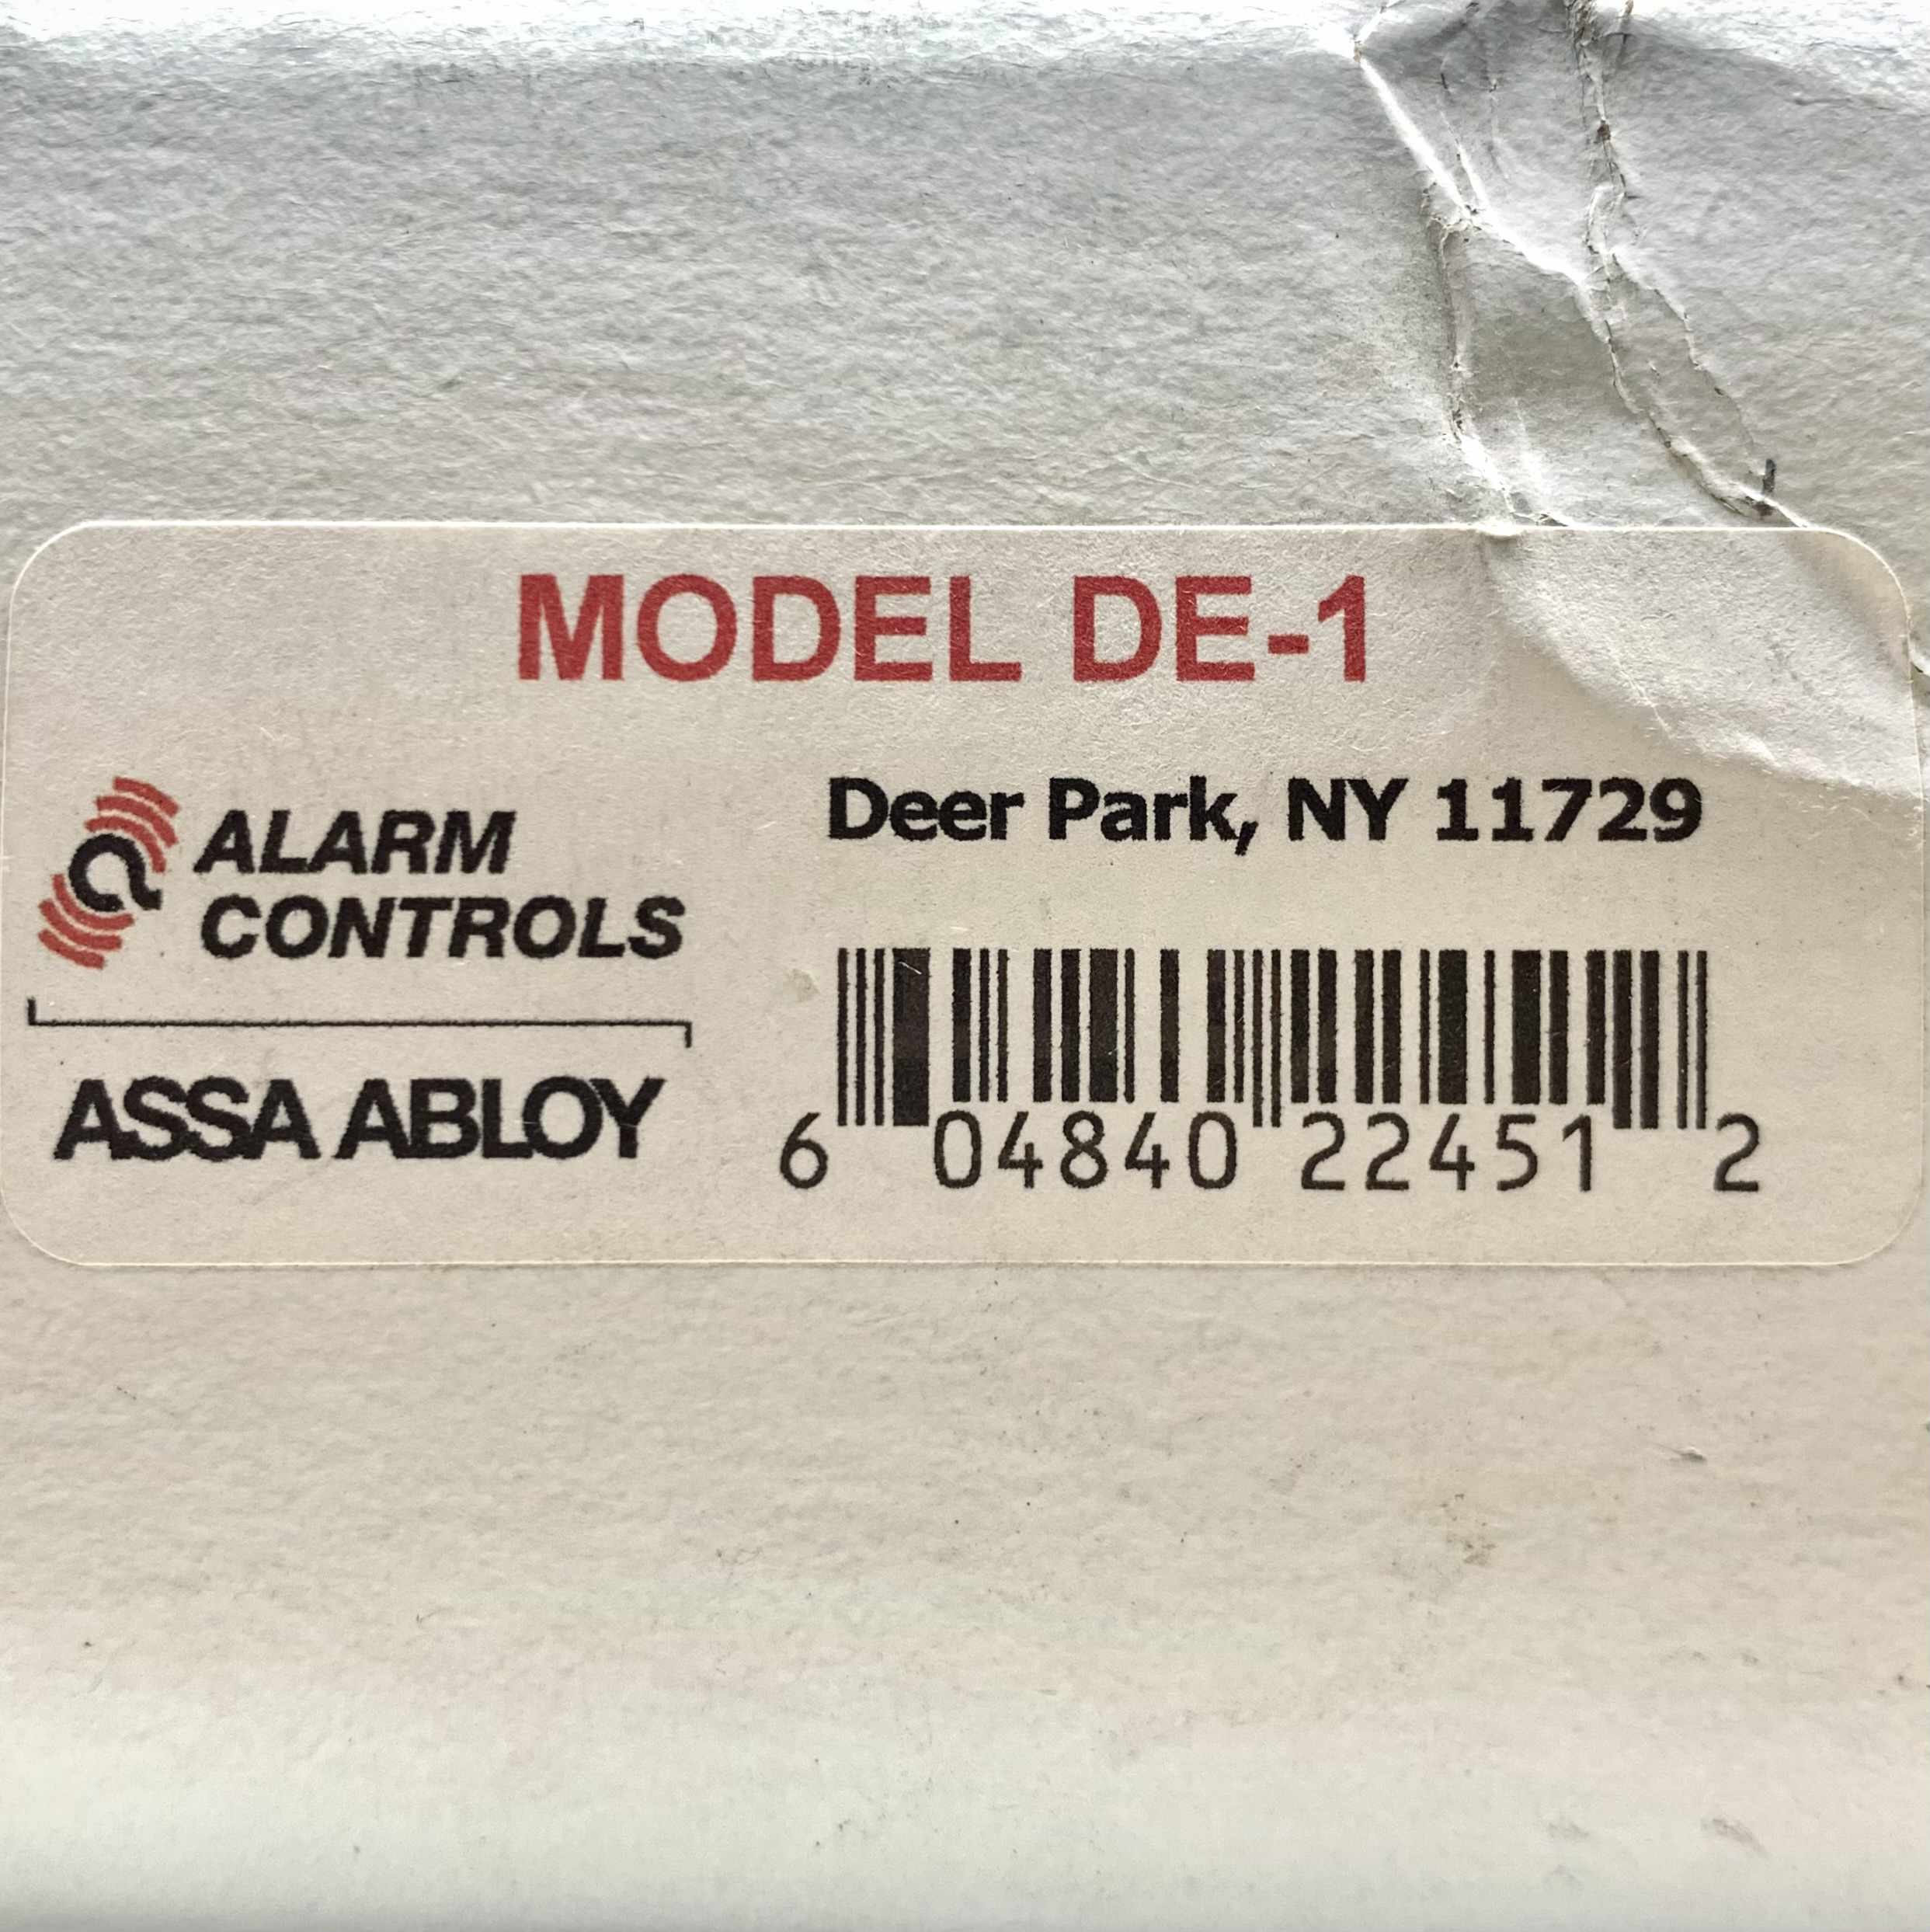 MODEL DE-1
ALARM
CONTROLS
ASSA ABLOY
Deer Park, NY 11729
6 04840 22451 2